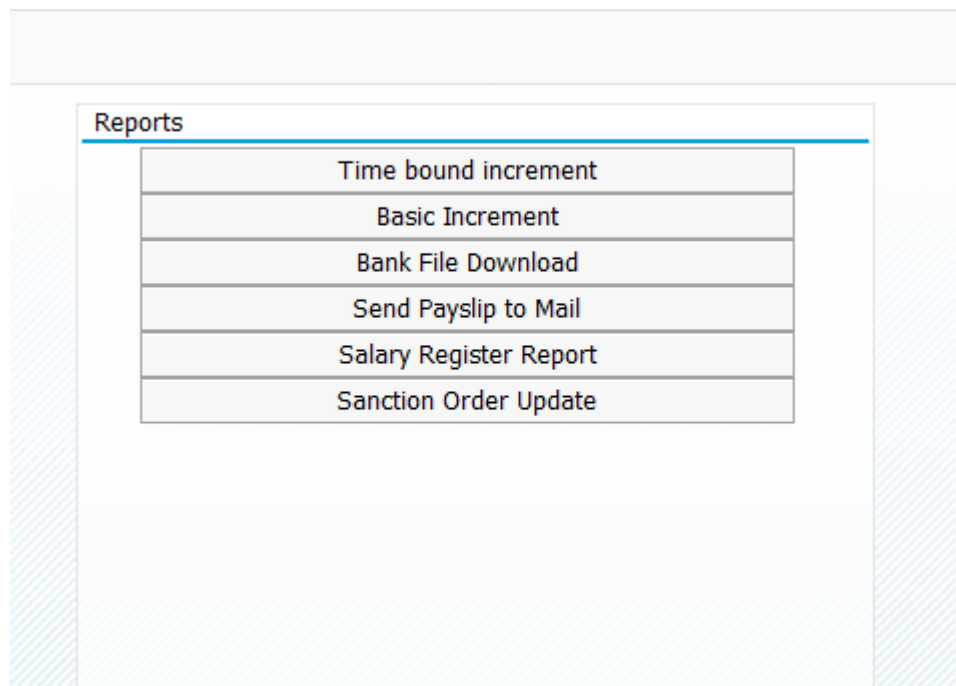 Reports
Time bound increment
Basic Increment
Bank File Download
Send Payslip to Mail
Salary Register Report
Sanction Order Update